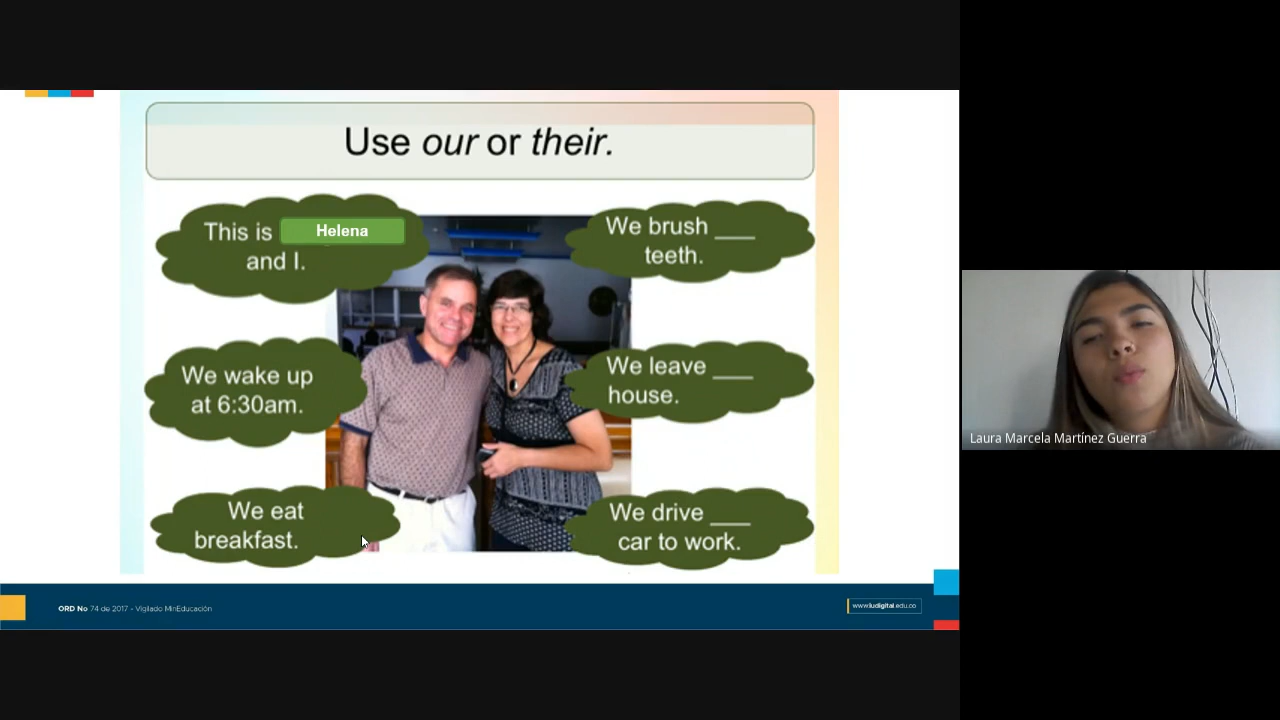 Use our or their.
This is Helena
and I.
We wake up
at 6:30am.
We eat
breakfast.
We brush ___
teeth.
We leave ___
house.
We drive ___
car to work.
ORD No 74 de 2017 - Vigilado MinEducación
www.iudigital.edu.co
Laura Marcela Martínez Guerra